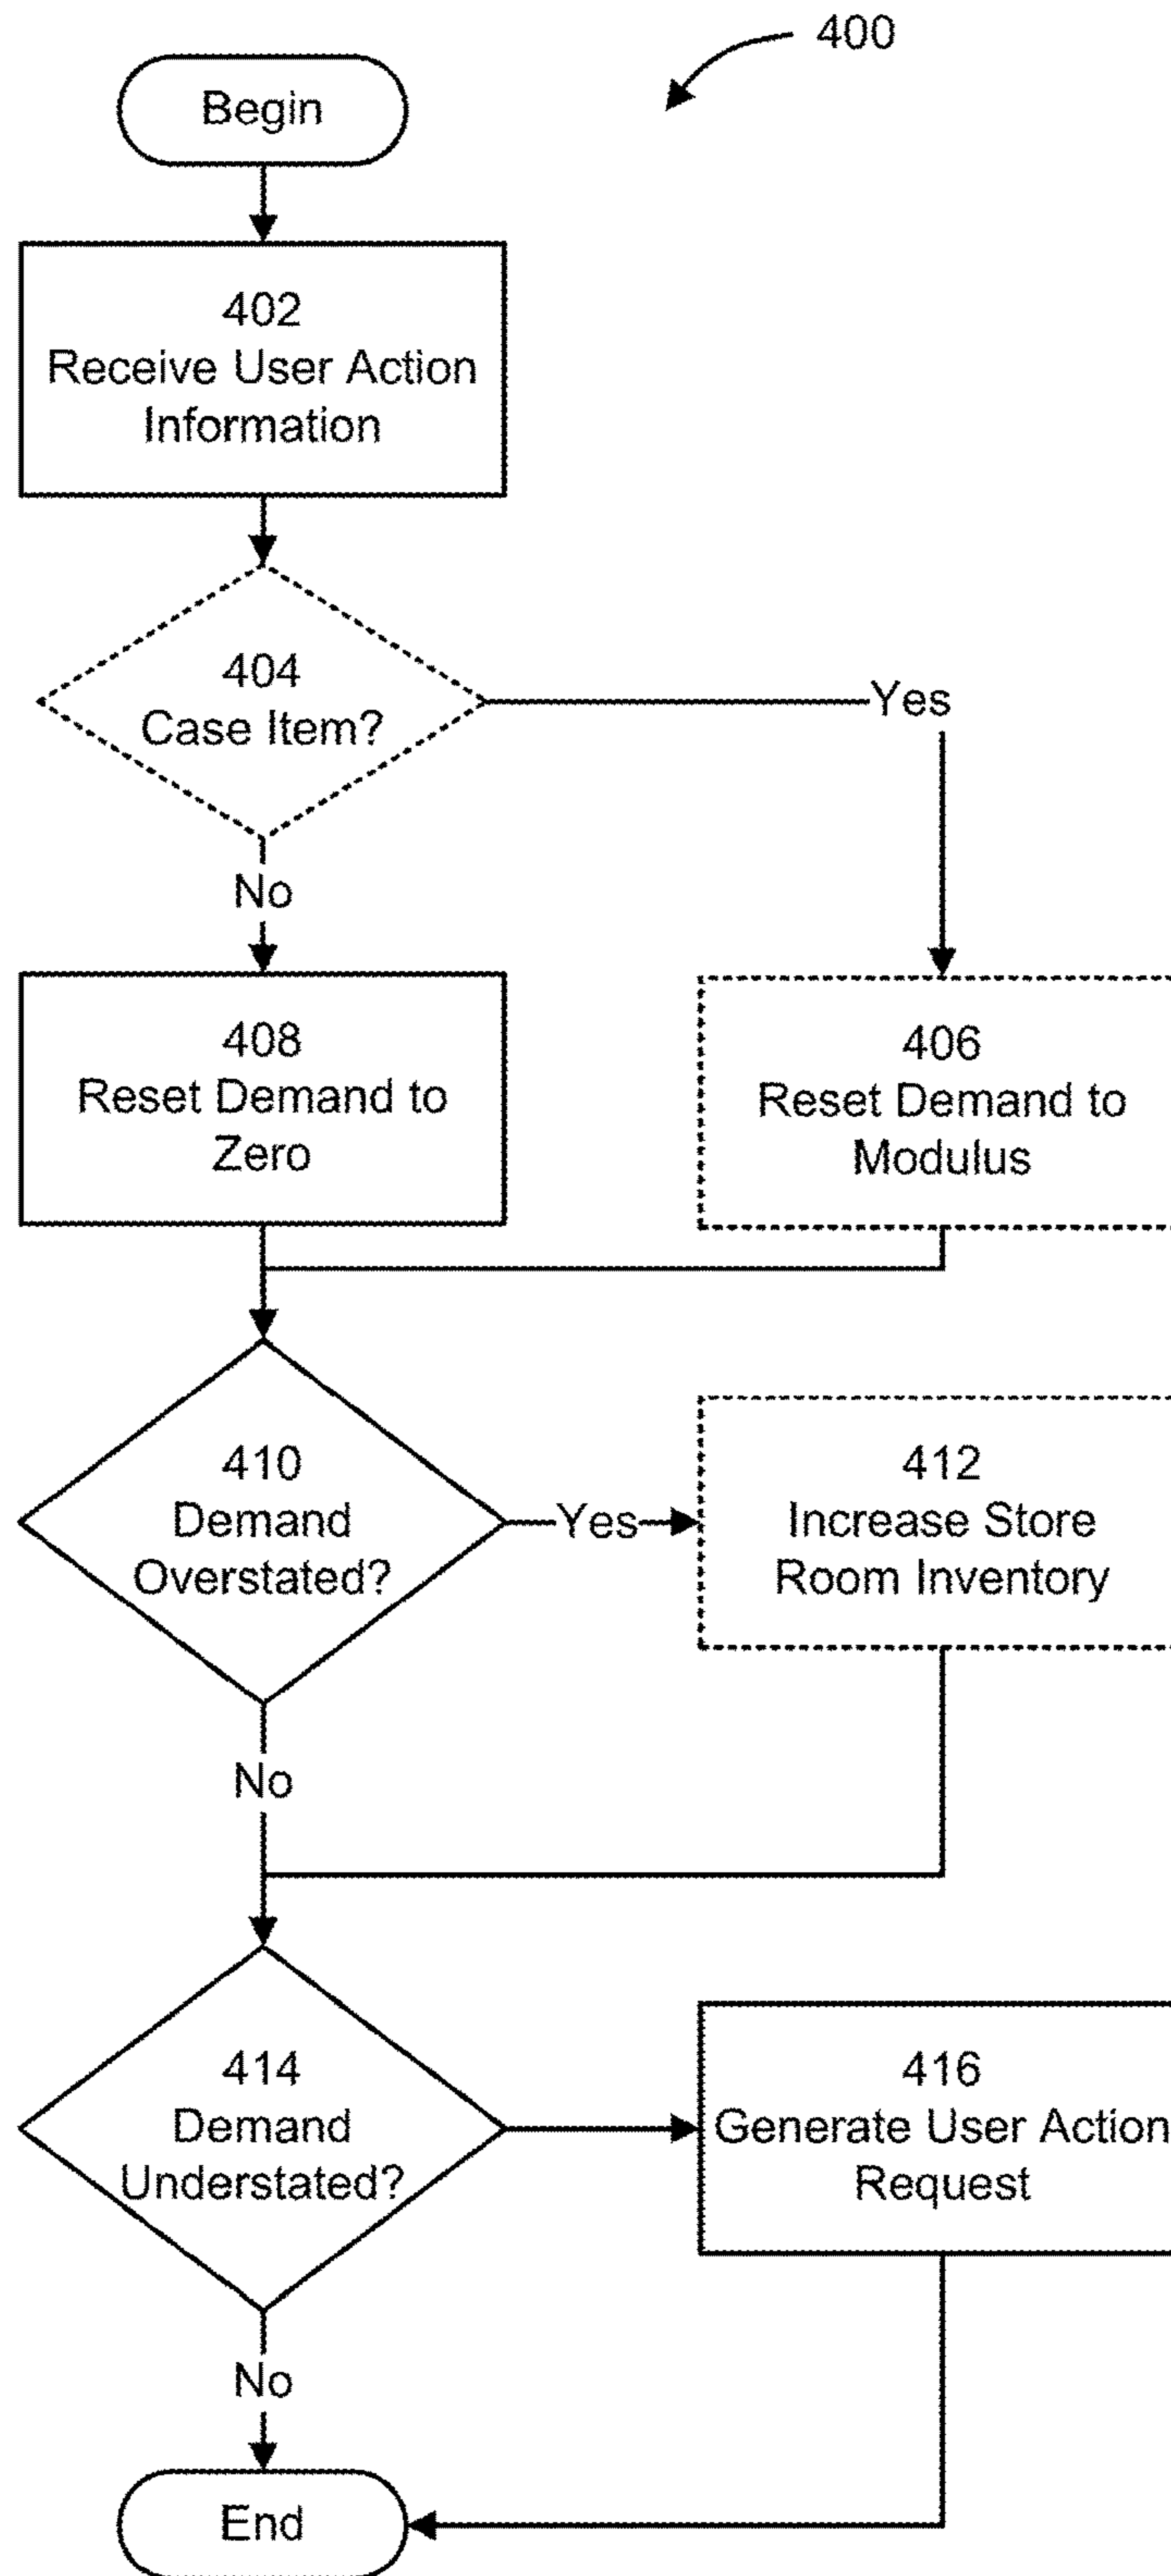 400
Begin
402
Receive User Action
Information
404
Case Item?
Yes
No
408
Reset Demand to
Zero
406
Reset Demand to
Modulus
410
Demand
Overstated?
Yes
412
Increase Store
Room Inventory
No
414
Demand
Understated?
416
Generate User Action
Request
No
End